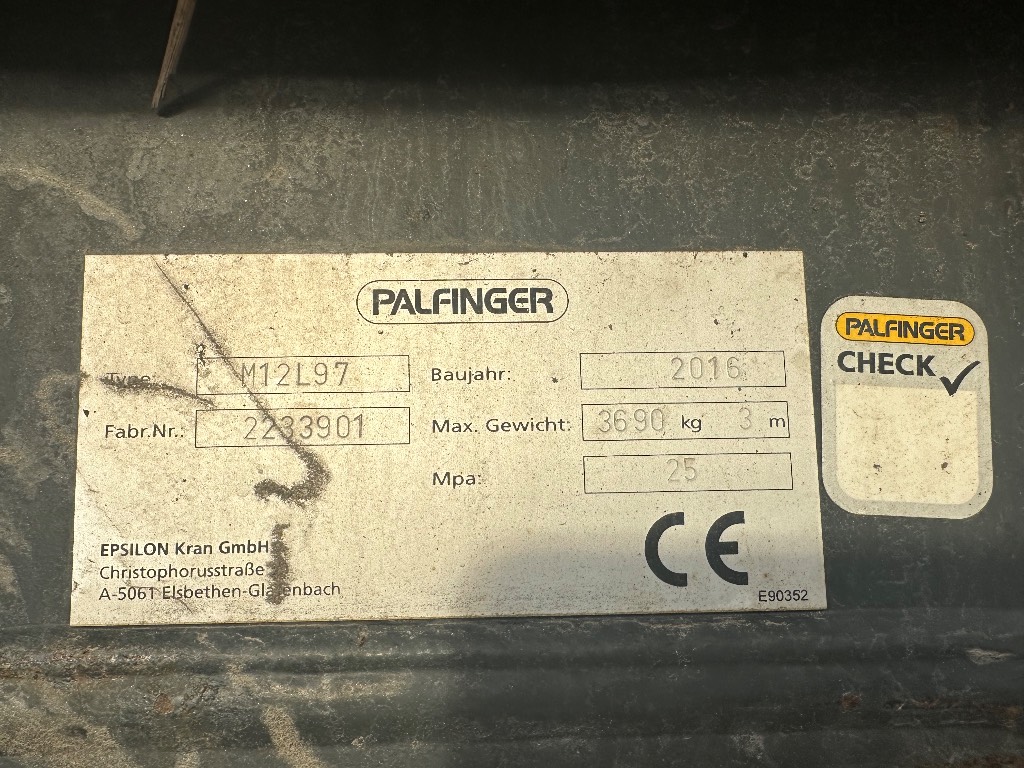 PALFINGER
Type: M12L97 Baujahr: 2016
Fabr.Nr.: 2233901 Max. Gewicht: 3690 kg 3 m
Mpa: 25
EPSILON Kran GmbH
Christophorusstraße
A-5061 Elsbethen-Glasenbach
CE
E90352
PALFINGER
CHECK